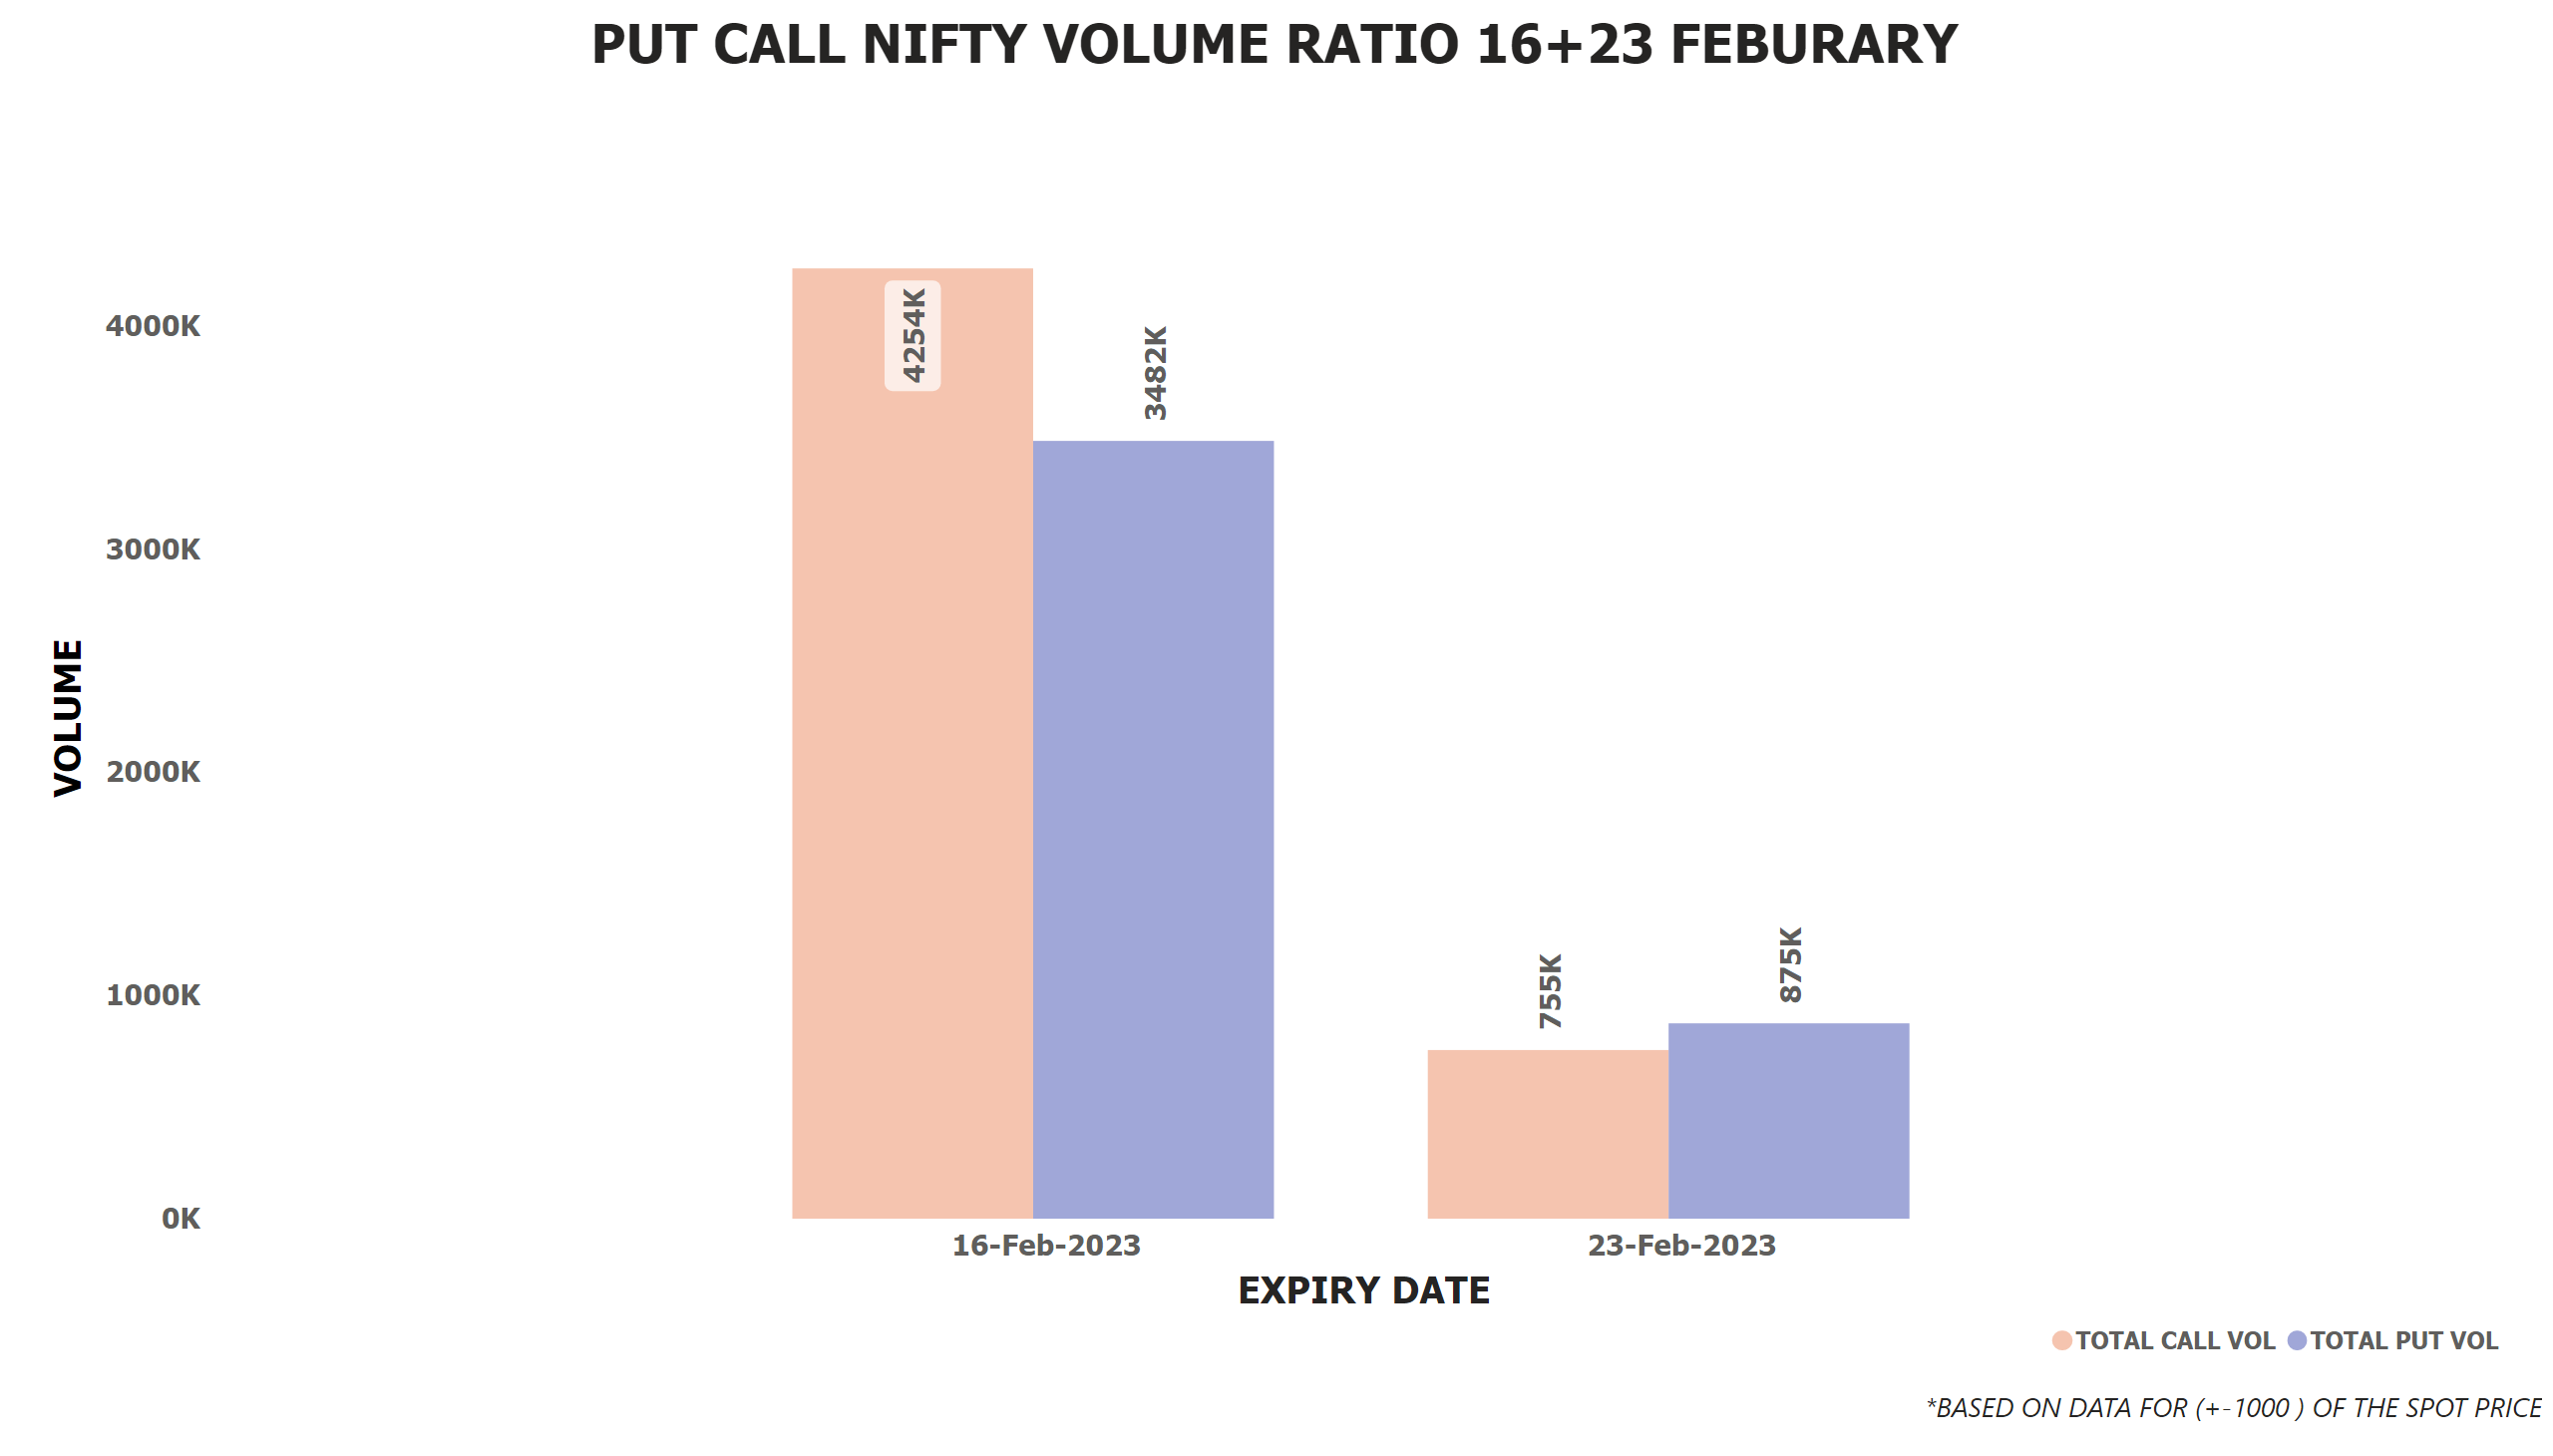 PUT CALL NIFTY VOLUME RATIO 16+23 FEBURARY
4254K
3482K
755K
875K
4000K
3000K
2000K
1000K
0K
VOLUME
16-Feb-2023
23-Feb-2023
EXPIRY DATE
TOTAL CALL VOL TOTAL PUT VOL
*BASED ON DATA FOR (+-1000 ) OF THE SPOT PRICE